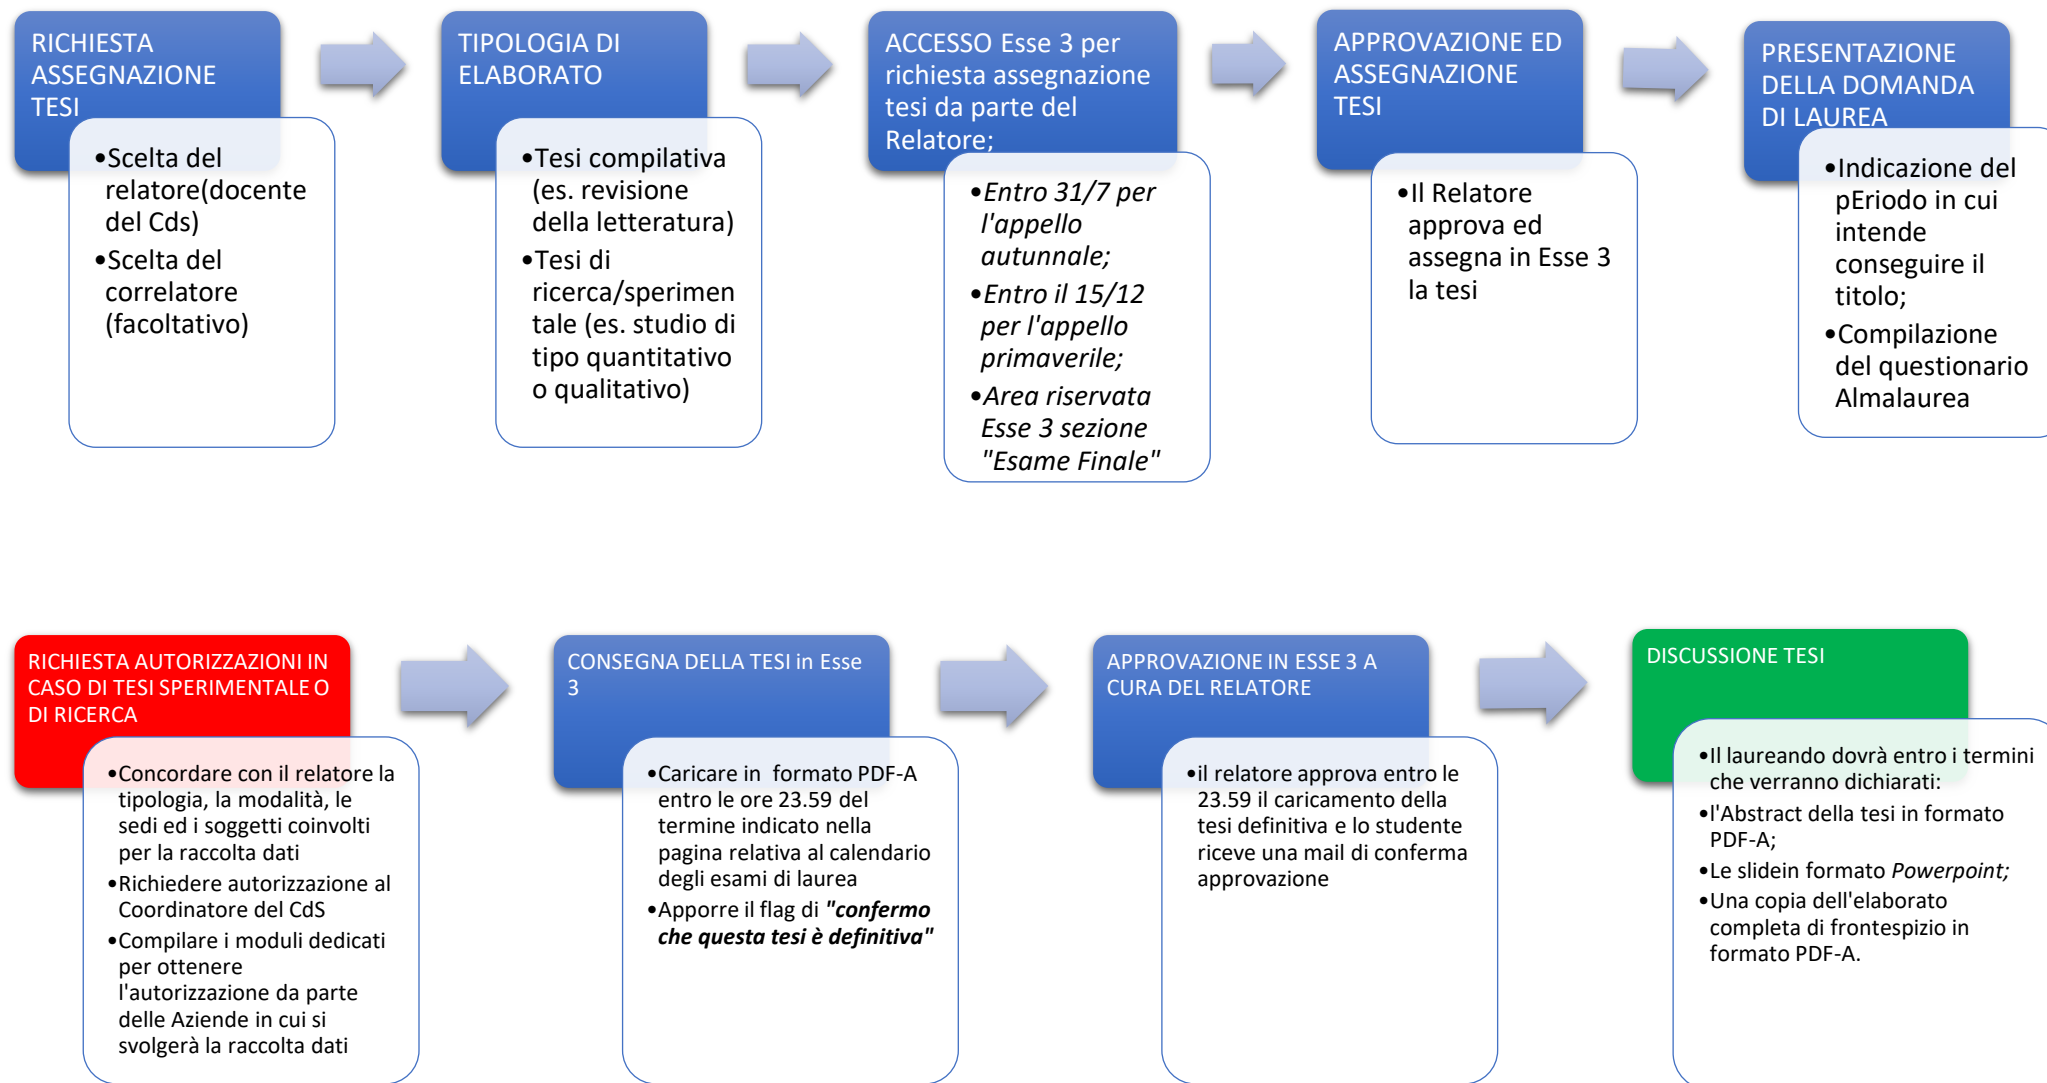 RICHIESTA
ASSEGNAZIONE
TESI
•Scelta del
relatore(docente
del Cds)
•Scelta del
correlatore
(facoltativo)
TIPOLOGIA DI
ELABORATO
•Tesi compilativa
(es. revisione
della letteratura)
•Tesi di
ricerca/sperimen
tale (es. studio di
tipo quantitativo
o qualitativo)
ACCESSO Esse 3 per
richiesta assegnazione
tesi da parte del
Relatore;
•Entro 31/7 per
l'appello
autunnale;
•Entro il 15/12
per l'appello
primaverile;
•Area riservata
Esse 3 sezione
"Esame Finale"
APPROVAZIONE ED
ASSEGNAZIONE
TESI
•Il Relatore
approva ed
assegna in Esse 3
la tesi
PRESENTAZIONE
DELLA DOMANDA
DI LAUREA
•Indicazione del
pEriodo in cui
intende
conseguire il
titolo;
•Compilazione
del questionario
Almalaurea
RICHIESTA AUTORIZZAZIONI IN
CASO DI TESI SPERIMENTALE O
DI RICERCA
•Concordare con il relatore la
tipologia, la modalità, le
sedi ed i soggetti coinvolti
per la raccolta dati
•Richiedere autorizzazione al
Coordinatore del CdS
•Compilare i moduli dedicati
per ottenere
l'autorizzazione da parte
delle Aziende in cui si
svolgerà la raccolta dati
CONSEGNA DELLA TESI in Esse
3
•Caricare in formato PDF-A
entro le ore 23.59 del
termine indicato nella
pagina relativa al calendario
degli esami di laurea
•Apporre il flag di "confermo
che questa tesi è definitiva"
APPROVAZIONE IN ESSE 3 A
CURA DEL RELATORE
•il relatore approva entro le
23.59 il caricamento della
tesi definitiva e lo studente
riceve una mail di conferma
approvazione
DISCUSSIONE TESI
•Il laureando dovrà entro i termini
che verranno dichiarati:
•l'Abstract della tesi in formato
PDF-A;
•Le slidein formato Powerpoint;
•Una copia dell'elaborato
completa di frontespizio in
formato PDF-A.